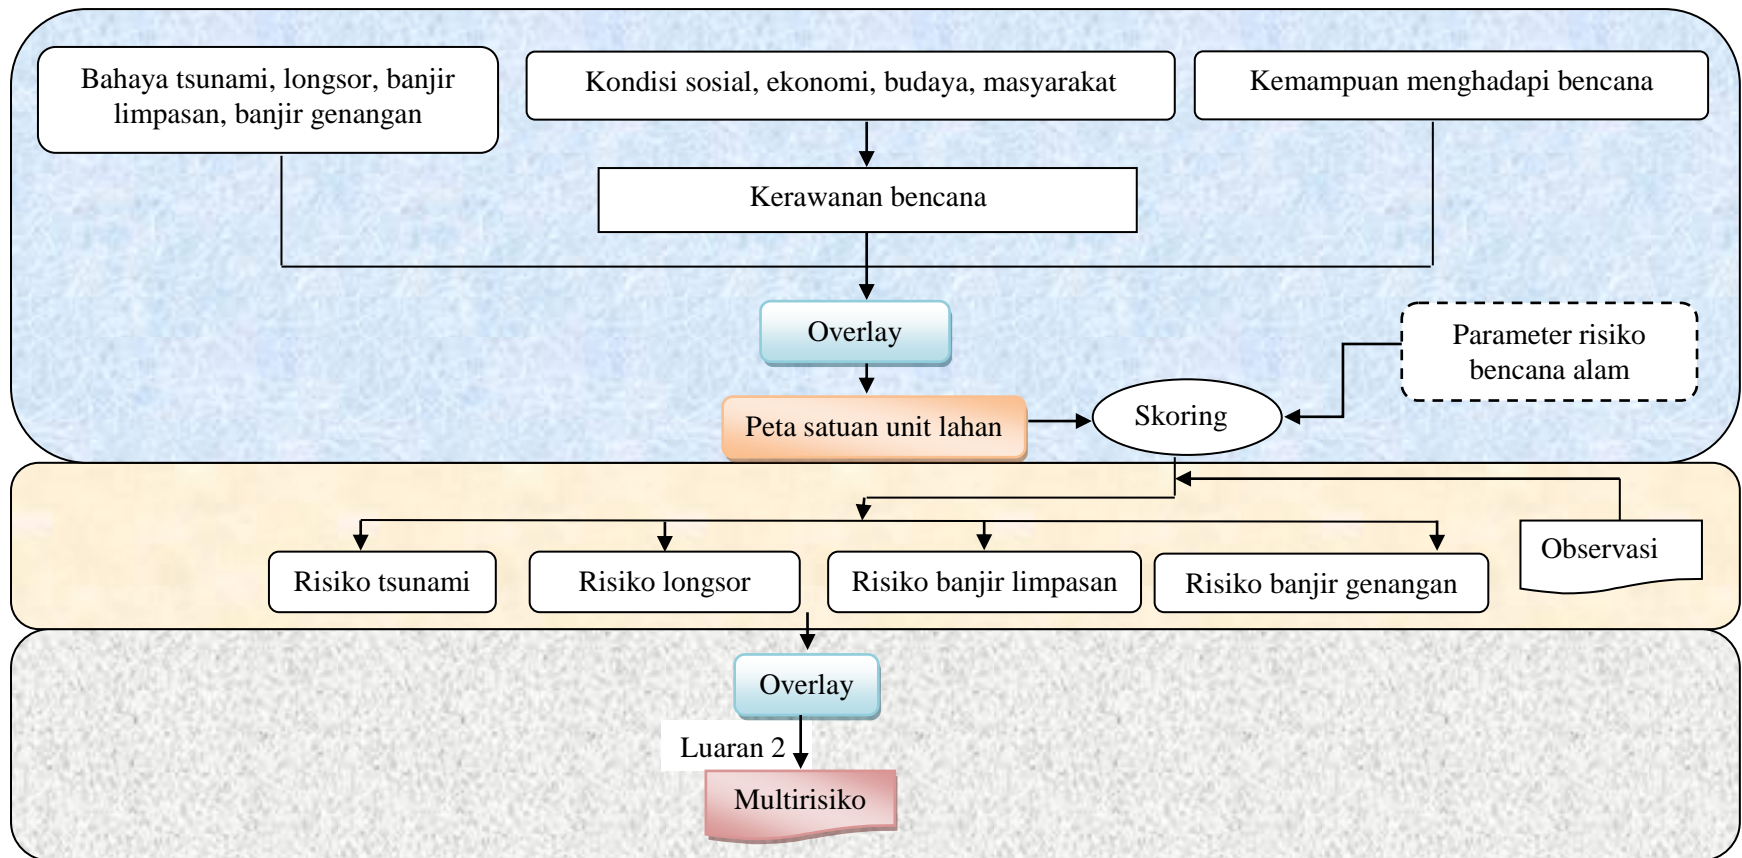 Bahaya tsunami, longsor, banjir
limpasan, banjir genangan
Kondisi sosial, ekonomi, budaya, masyarakat
Kemampuan menghadapi bencana
Kerawanan bencana
Overlay
Parameter risiko
bencana alam
Peta satuan unit lahan
Skoring
Observasi
Risiko tsunami
Risiko longsor
Risiko banjir limpasan
Risiko banjir genangan
Overlay
Luaran 2
Multirisiko